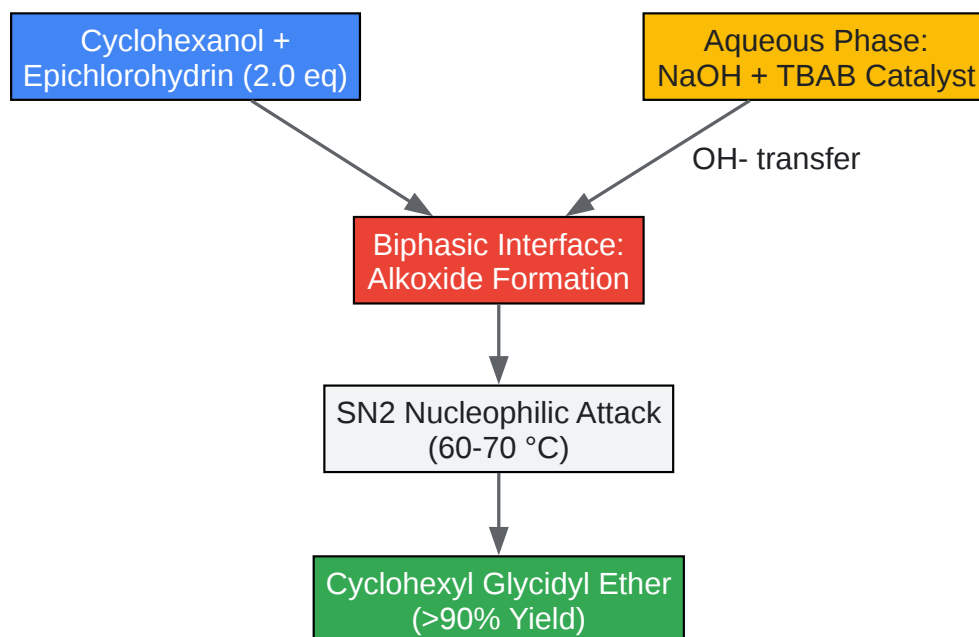 Cyclohexanol +
Epichlorohydrin (2.0 eq)
Aqueous Phase:
NaOH + TBAB Catalyst
OH- transfer
Biphasic Interface:
Alkoxide Formation
SN2 Nucleophilic Attack
(60-70 °C)
Cyclohexyl Glycidyl Ether
(>90% Yield)